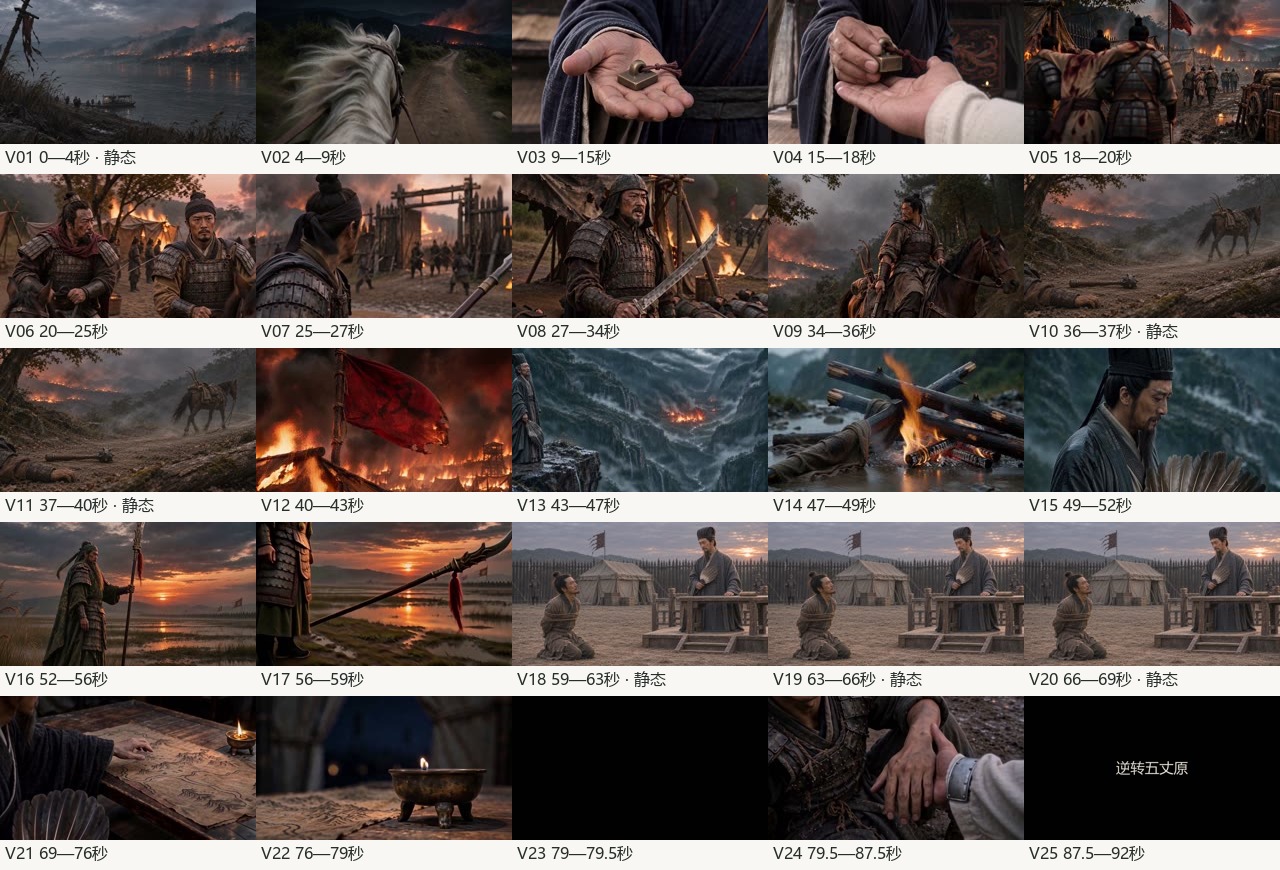 V01 0—4秒 · 静态
V02 4—9秒
V03 9—15秒
V04 15—18秒
V05 18—20秒
V06 20—25秒
V07 25—27秒
V08 27—34秒
V09 34—36秒
V10 36—37秒 · 静态
V11 37—40秒 · 静态
V12 40—43秒
V13 43—47秒
V14 47—49秒
V15 49—52秒
V16 52—56秒
V17 56—59秒
V18 59—63秒 · 静态
V19 63—66秒 · 静态
V20 66—69秒 · 静态
逆转五丈原
V21 69—76秒
V22 76—79秒
V23 79—79.5秒
V24 79.5—87.5秒
V25 87.5—92秒